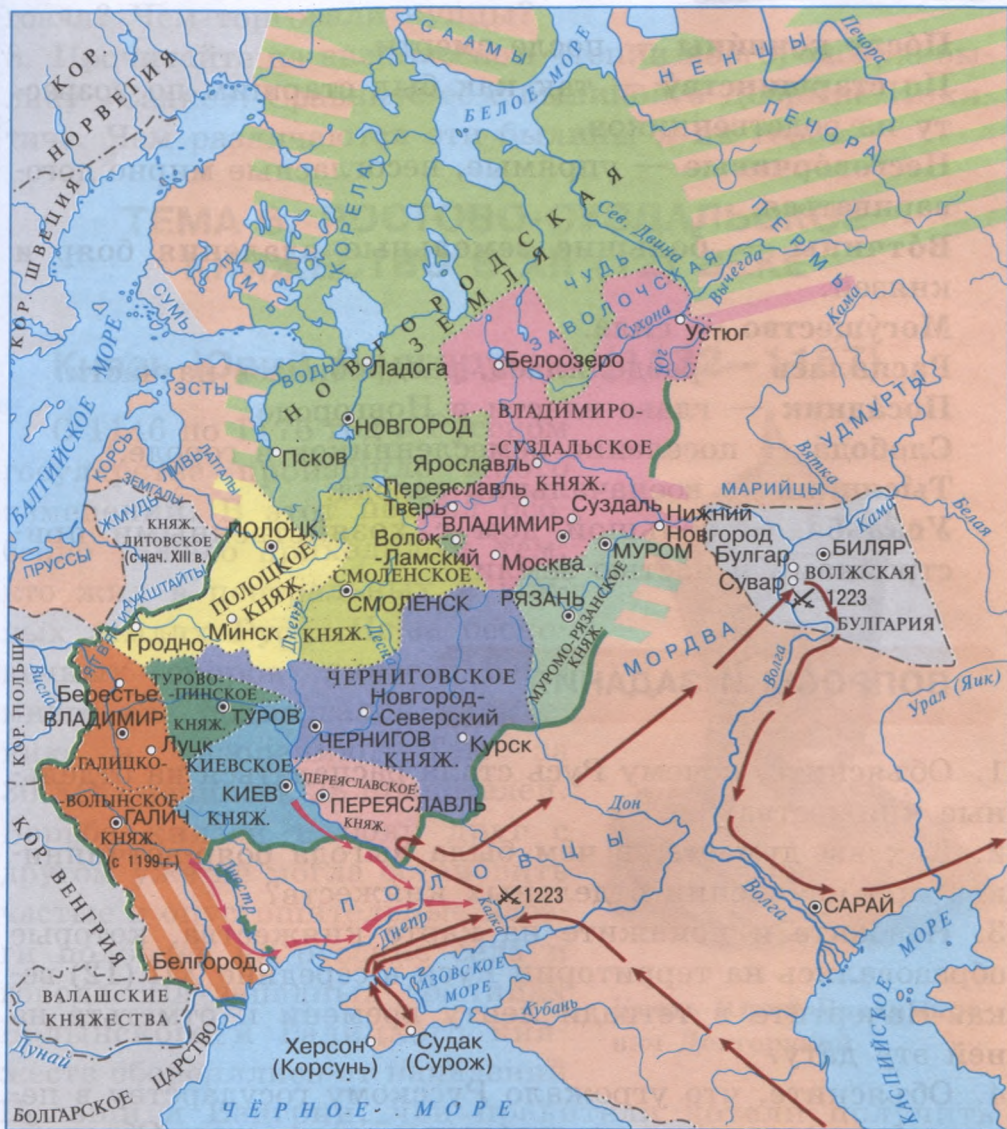 СААМЫ
НЕНЦЫ
Печора
КОР. НОРВЕГИЯ
БЕЛОЕ МОРЕ
ПЕЧОРА
КОР. ШВЕЦИЯ
КОРЕЛА
ПЕРМЬ
Сев. Двина
ЕМЬ
СУМЬ
НОВГОРОДСКАЯ
ЗЕМЛЯ
ЧУДЬ
ЗАВОЛОЧСКАЯ
Вычегда
Сухона
Кама
Юг
Устюг
Белоозеро
БАЛТИЙСКОЕ МОРЕ
ЭСТЫ
ВОДЬ
Ладога
НОВГОРОД
Псков
ВЛАДИМИРО-
-СУЗДАЛЬСКОЕ
КНЯЖ.
УДМУРТЫ
КОРСЬ
ЛИВЫ
ЛАТГАЛЫ
ЗЕМГАЛЫ
ЖМУДЬ
Ярославль
Переяславль
Тверь
Суздаль
ВЛАДИМИР
Нижний
Новгород
МАРИЙЦЫ
Вятка
Кама
Белая
КНЯЖ.
ЛИТОВСКОЕ
(с нач. XIII в.)
ПРУССЫ
АУКШТАЙТЫ
ПОЛОЦК
Волок-
-Ламский
Москва
МУРОМ
Булгар
БИЛЯР
Сувар
ВОЛЖСКАЯ
1223
БУЛГАРИЯ
ПОЛОЦКОЕ
КНЯЖ.
СМОЛЕНСКОЕ
СМОЛЕНСК
КНЯЖ.
РЯЗАНЬ
МУРОМО-РЯЗАНСКОЕ
КНЯЖ.
МОРДВА
Гродно
Минск
Днепр
Десна
ЯТВЯГИ
КОР. ПОЛЬША
Висла
Волга
Урал (Яик)
Берестье
ТУРОВО-
-ПИНСКОЕ
КНЯЖ.
ТУРОВ
ЧЕРНИГОВСКОЕ
Новгород-
-Северский
ЧЕРНИГОВ
КНЯЖ.
Курск
ВЛАДИМИР
Луцк
ГАЛИЦКО-
-ВОЛЫНСКОЕ
ГАЛИЧ
КНЯЖ.
(с 1199 г.)
КИЕВСКОЕ
КИЕВ
КНЯЖ.
ПЕРЕЯСЛАВСКОЕ
ПЕРЕЯСЛАВЛЬ
КНЯЖ.
Дон
КОР. ВЕНГРИЯ
Днестр
ПОЛОВЦЫ
1223
Калка
Днепр
Волга
САРАЙ
Белгород
АЗОВСКОЕ
МОРЕ
Кубань
ВАЛАШСКИЕ
КНЯЖЕСТВА
Дунай
Херсон
(Корсунь)
Судак
(Сурож)
БОЛГАРСКОЕ ЦАРСТВО
ЧЁРНОЕ МОРЕ
КАСПИЙСКОЕ МОРЕ